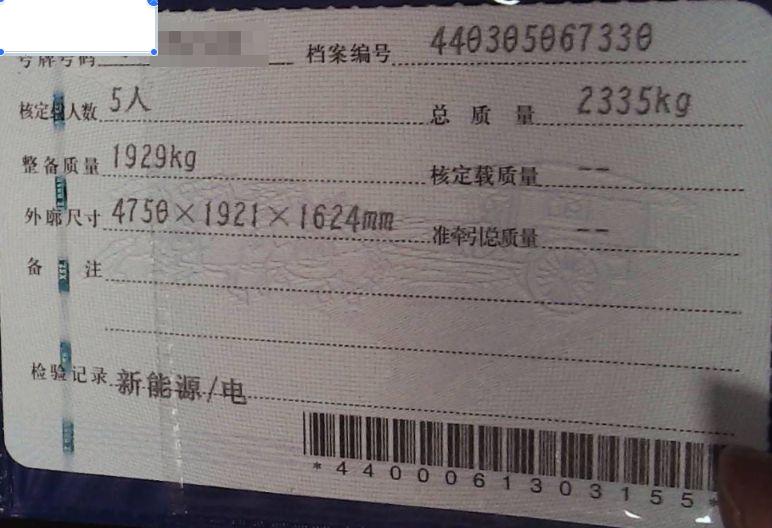 号牌号码 档案编号 440305067330
核定载人数 5人 总质量 2335kg
整备质量 1929kg 核定载质量 --
外廓尺寸 4750×1921×1624mm 准牵引总质量 --
备注
检验记录 新能源/电
*4400061303155*